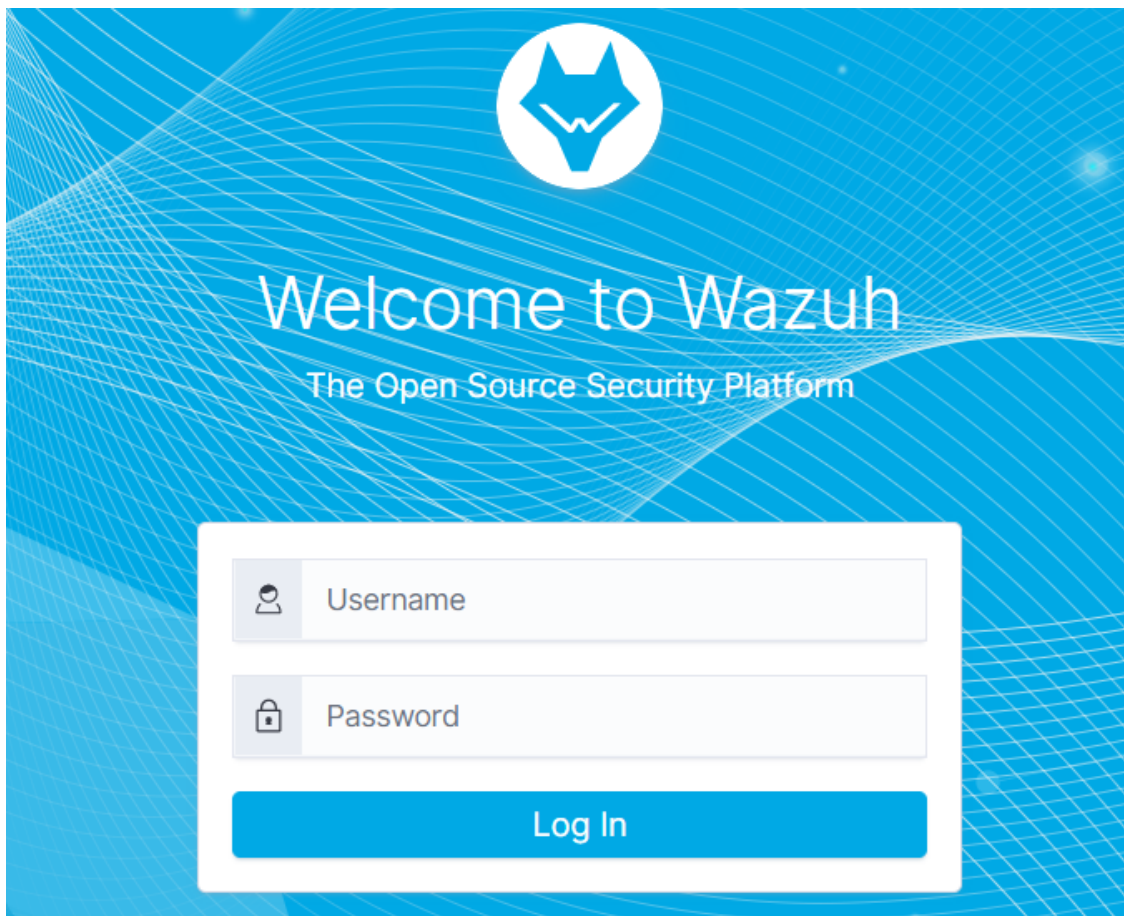 Welcome to Wazuh
The Open Source Security Platform
Username
Password
Log In